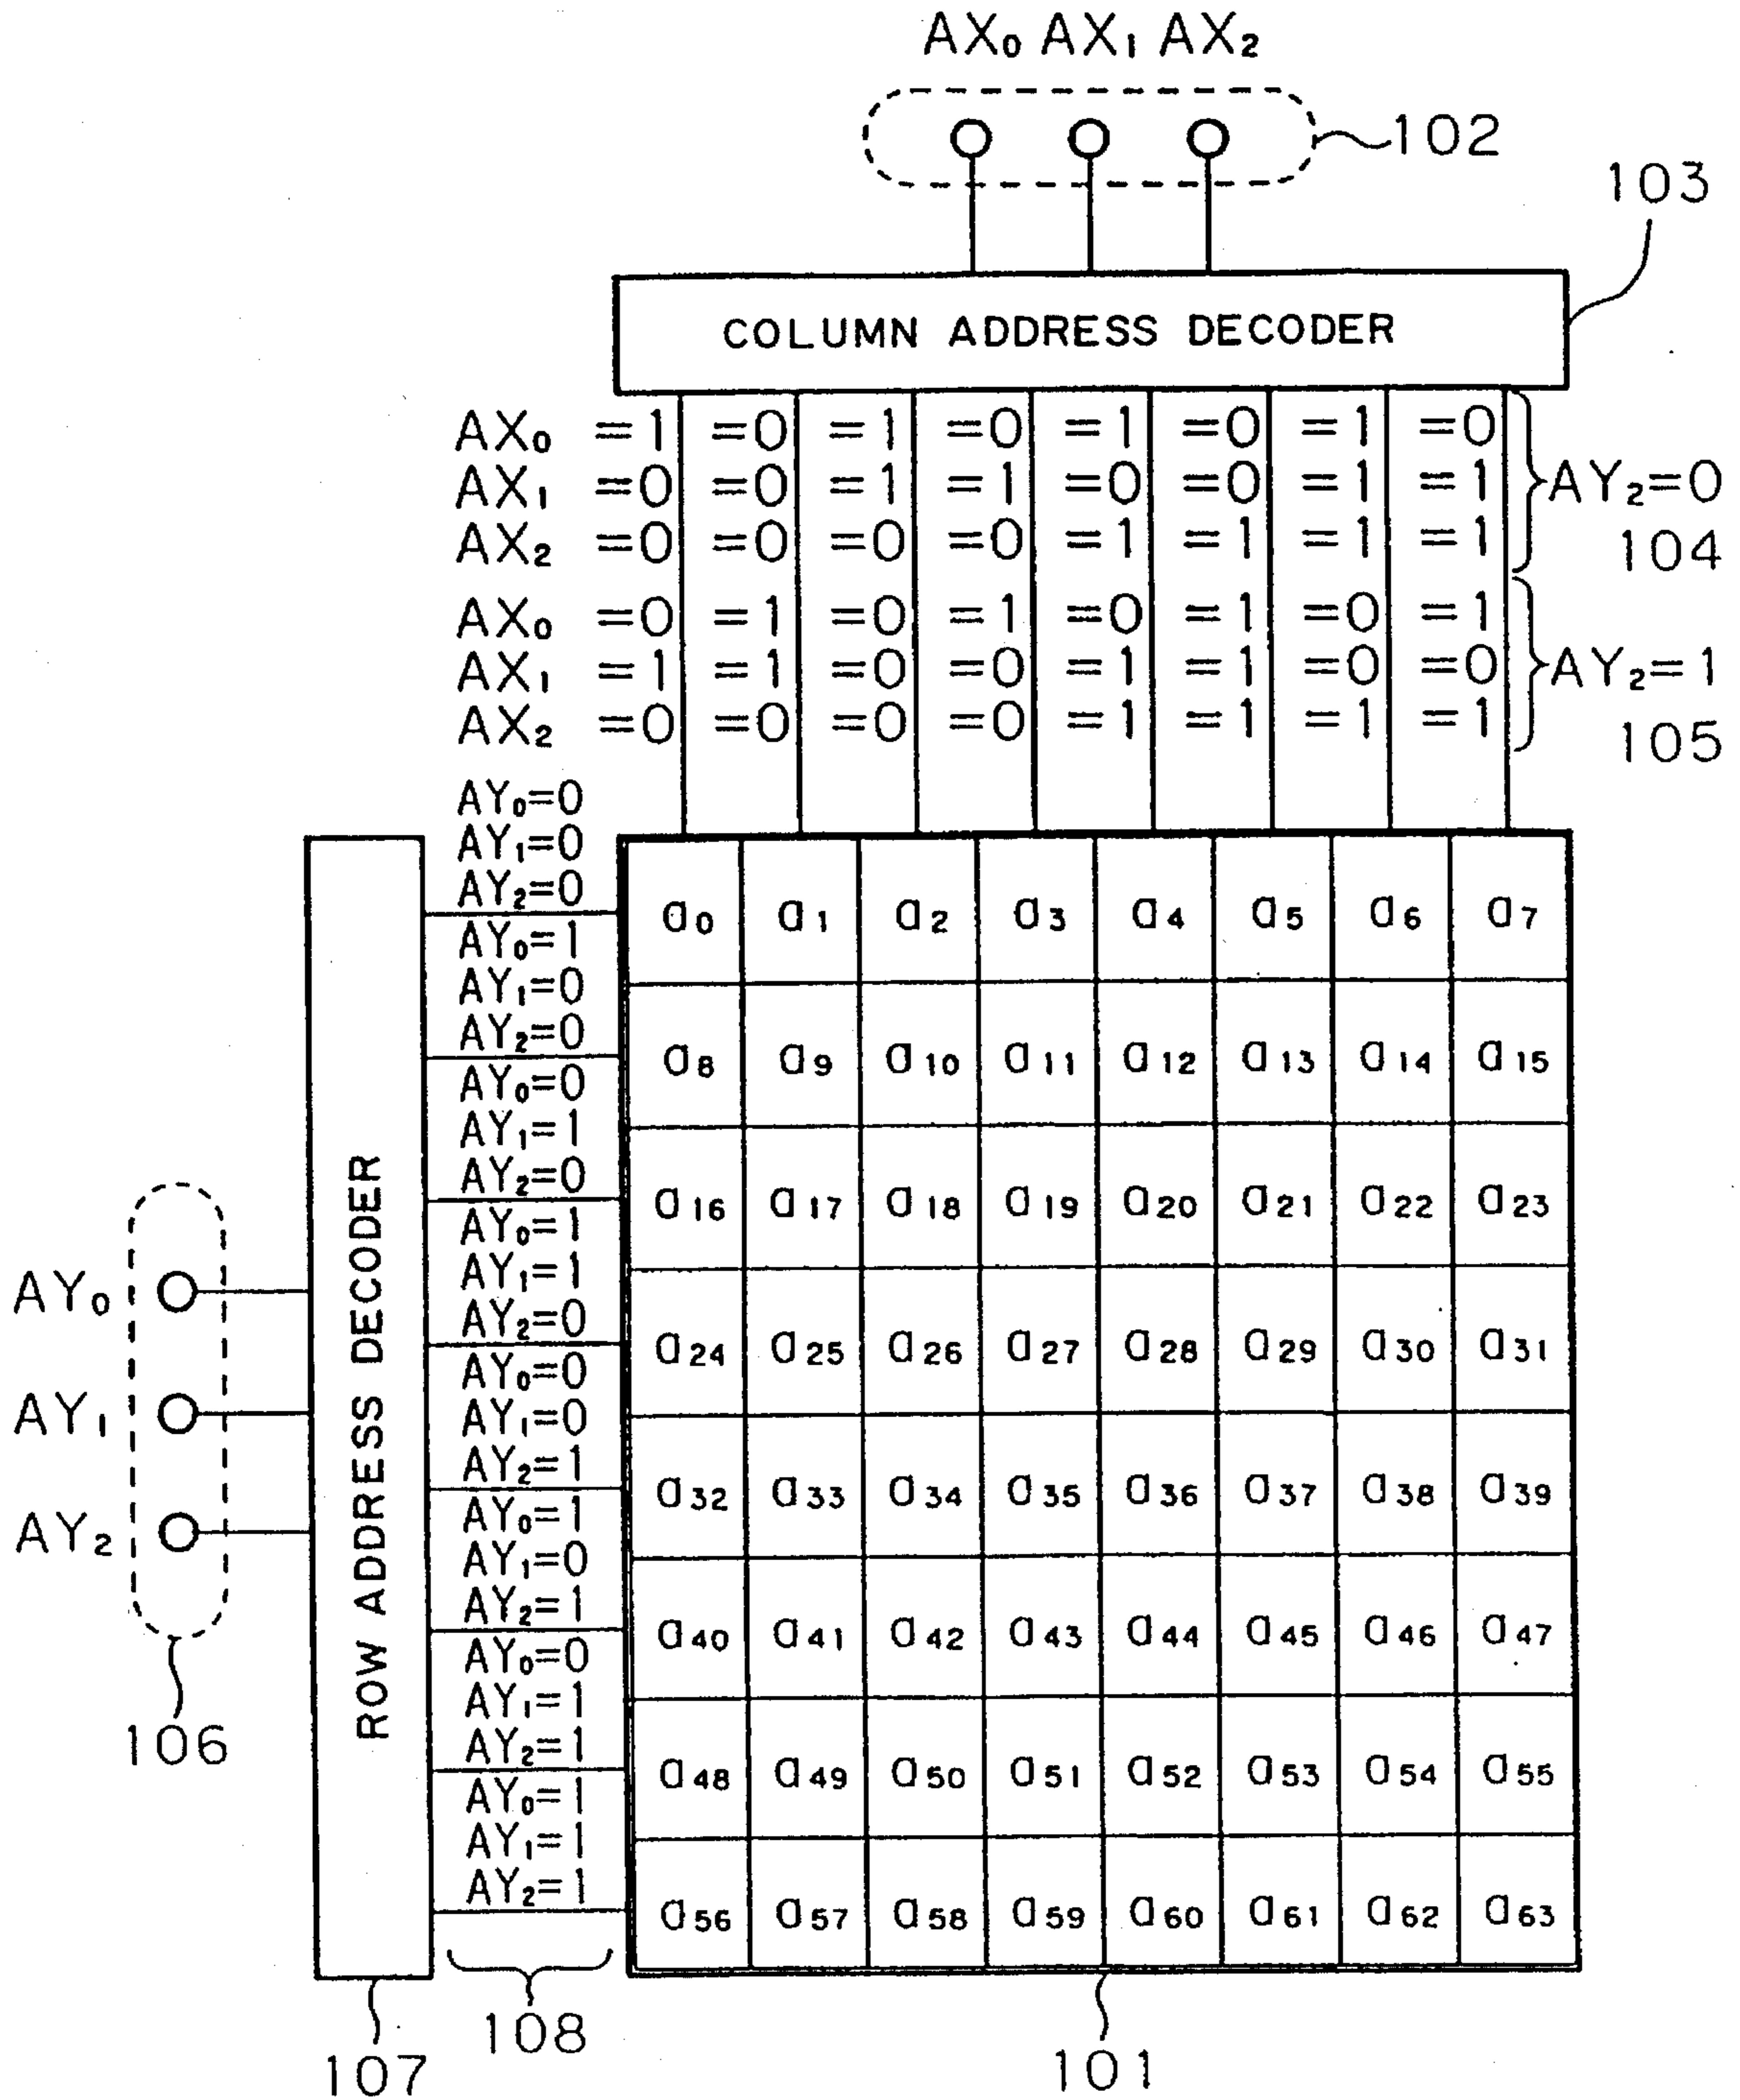 AX₀ AX₁ AX₂
102
103
COLUMN ADDRESS DECODER
AX₀ =1 =0 =1 =0 =1 =0 =1 =0
AX₁ =0 =0 =1 =1 =0 =0 =1 =1
AX₂ =0 =0 =0 =0 =1 =1 =1 =1
AY₂=0
104
AX₀ =0 =1 =0 =1 =0 =1 =0 =1
AX₁ =1 =1 =0 =0 =1 =1 =0 =0
AX₂ =0 =0 =0 =0 =1 =1 =1 =1
AY₂=1
105
AY₀=0
AY₁=0
AY₂=0
AY₀=1
AY₁=0
AY₂=0
AY₀=0
AY₁=1
AY₂=0
AY₀=1
AY₁=1
AY₂=0
AY₀=0
AY₁=0
AY₂=1
AY₀=1
AY₁=0
AY₂=1
AY₀=0
AY₁=1
AY₂=1
AY₀=1
AY₁=1
AY₂=1
a₀ a₁ a₂ a₃ a₄ a₅ a₆ a₇
a₈ a₉ a₁₀ a₁₁ a₁₂ a₁₃ a₁₄ a₁₅
a₁₆ a₁₇ a₁₈ a₁₉ a₂₀ a₂₁ a₂₂ a₂₃
a₂₄ a₂₅ a₂₆ a₂₇ a₂₈ a₂₉ a₃₀ a₃₁
a₃₂ a₃₃ a₃₄ a₃₅ a₃₆ a₃₇ a₃₈ a₃₉
a₄₀ a₄₁ a₄₂ a₄₃ a₄₄ a₄₅ a₄₆ a₄₇
a₄₈ a₄₉ a₅₀ a₅₁ a₅₂ a₅₃ a₅₄ a₅₅
a₅₆ a₅₇ a₅₈ a₅₉ a₆₀ a₆₁ a₆₂ a₆₃
ROW ADDRESS DECODER
AY₀
AY₁
AY₂
106
107
108
101